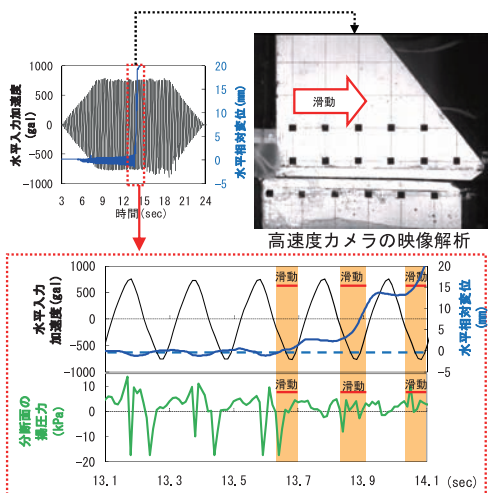 水平入力加速度
(gal)
1000
500
0
-500
-1000
20
15
10
5
0
-5
水平相対変位(mm)
3 6 9 12 15 18 21 24
時間(sec)
滑動
高速度カメラの映像解析
水平入力
加速度(gal)
1000
500
0
-500
-1000
滑動 滑動 滑動
20
15
10
5
0
-5
水平相対変位
(mm)
分断面の
揚圧力
(kPa)
10
0
-10
-20
滑動 滑動 滑動
13.1 13.3 13.5 13.7 13.9 14.1 (sec)